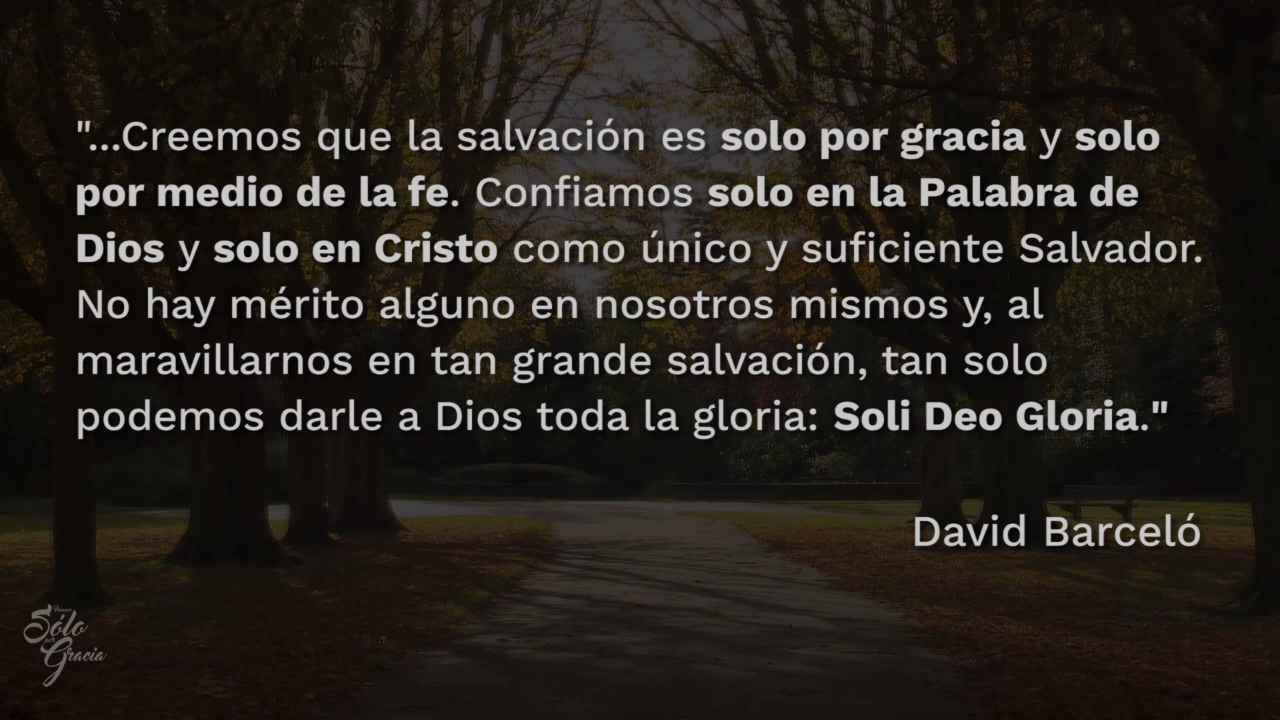 "...Creemos que la salvación es solo por gracia y solo
por medio de la fe. Confiamos solo en la Palabra de
Dios y solo en Cristo como único y suficiente Salvador.
No hay mérito alguno en nosotros mismos y, al
maravillarnos en tan grande salvación, tan solo
podemos darle a Dios toda la gloria: Soli Deo Gloria."
David Barceló
Sólo
por
Gracia